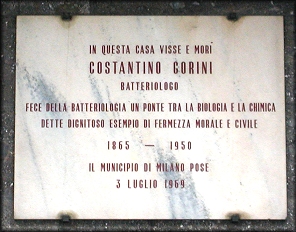 IN QUESTA CASA VISSE E MORÌ
COSTANTINO GORINI
BATTERIOLOGO
FECE DELLA BATTERIOLOGIA UN PONTE TRA LA BIOLOGIA E LA CHIMICA
DETTE DIGNITOSO ESEMPIO DI FERMEZZA MORALE E CIVILE
1865 — 1950
IL MUNICIPIO DI MILANO POSE
3 LUGLIO 1969